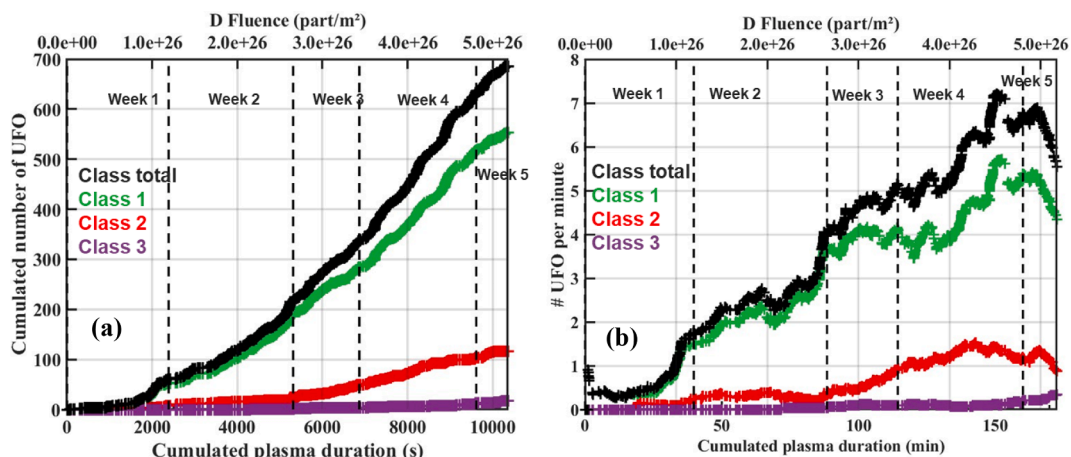 D Fluence (part/m²)
0.0e+00 1.0e+26 2.0e+26 3.0e+26 4.0e+26 5.0e+26
700
600
500
400
300
200
100
0
Cumulated number of UFO
Week 1
Week 2
Week 3
Week 4
Week 5
Class total
Class 1
Class 2
Class 3
(a)
0 2000 4000 6000 8000 10000
Cumulated plasma duration (s)
D Fluence (part/m²)
0.0e+00 1.0e+26 2.0e+26 3.0e+26 4.0e+26 5.0e+26
8
7
6
5
4
3
2
1
0
# UFO per minute
Week 1
Week 2
Week 3
Week 4
Week 5
Class total
Class 1
Class 2
Class 3
(b)
0 50 100 150
Cumulated plasma duration (min)